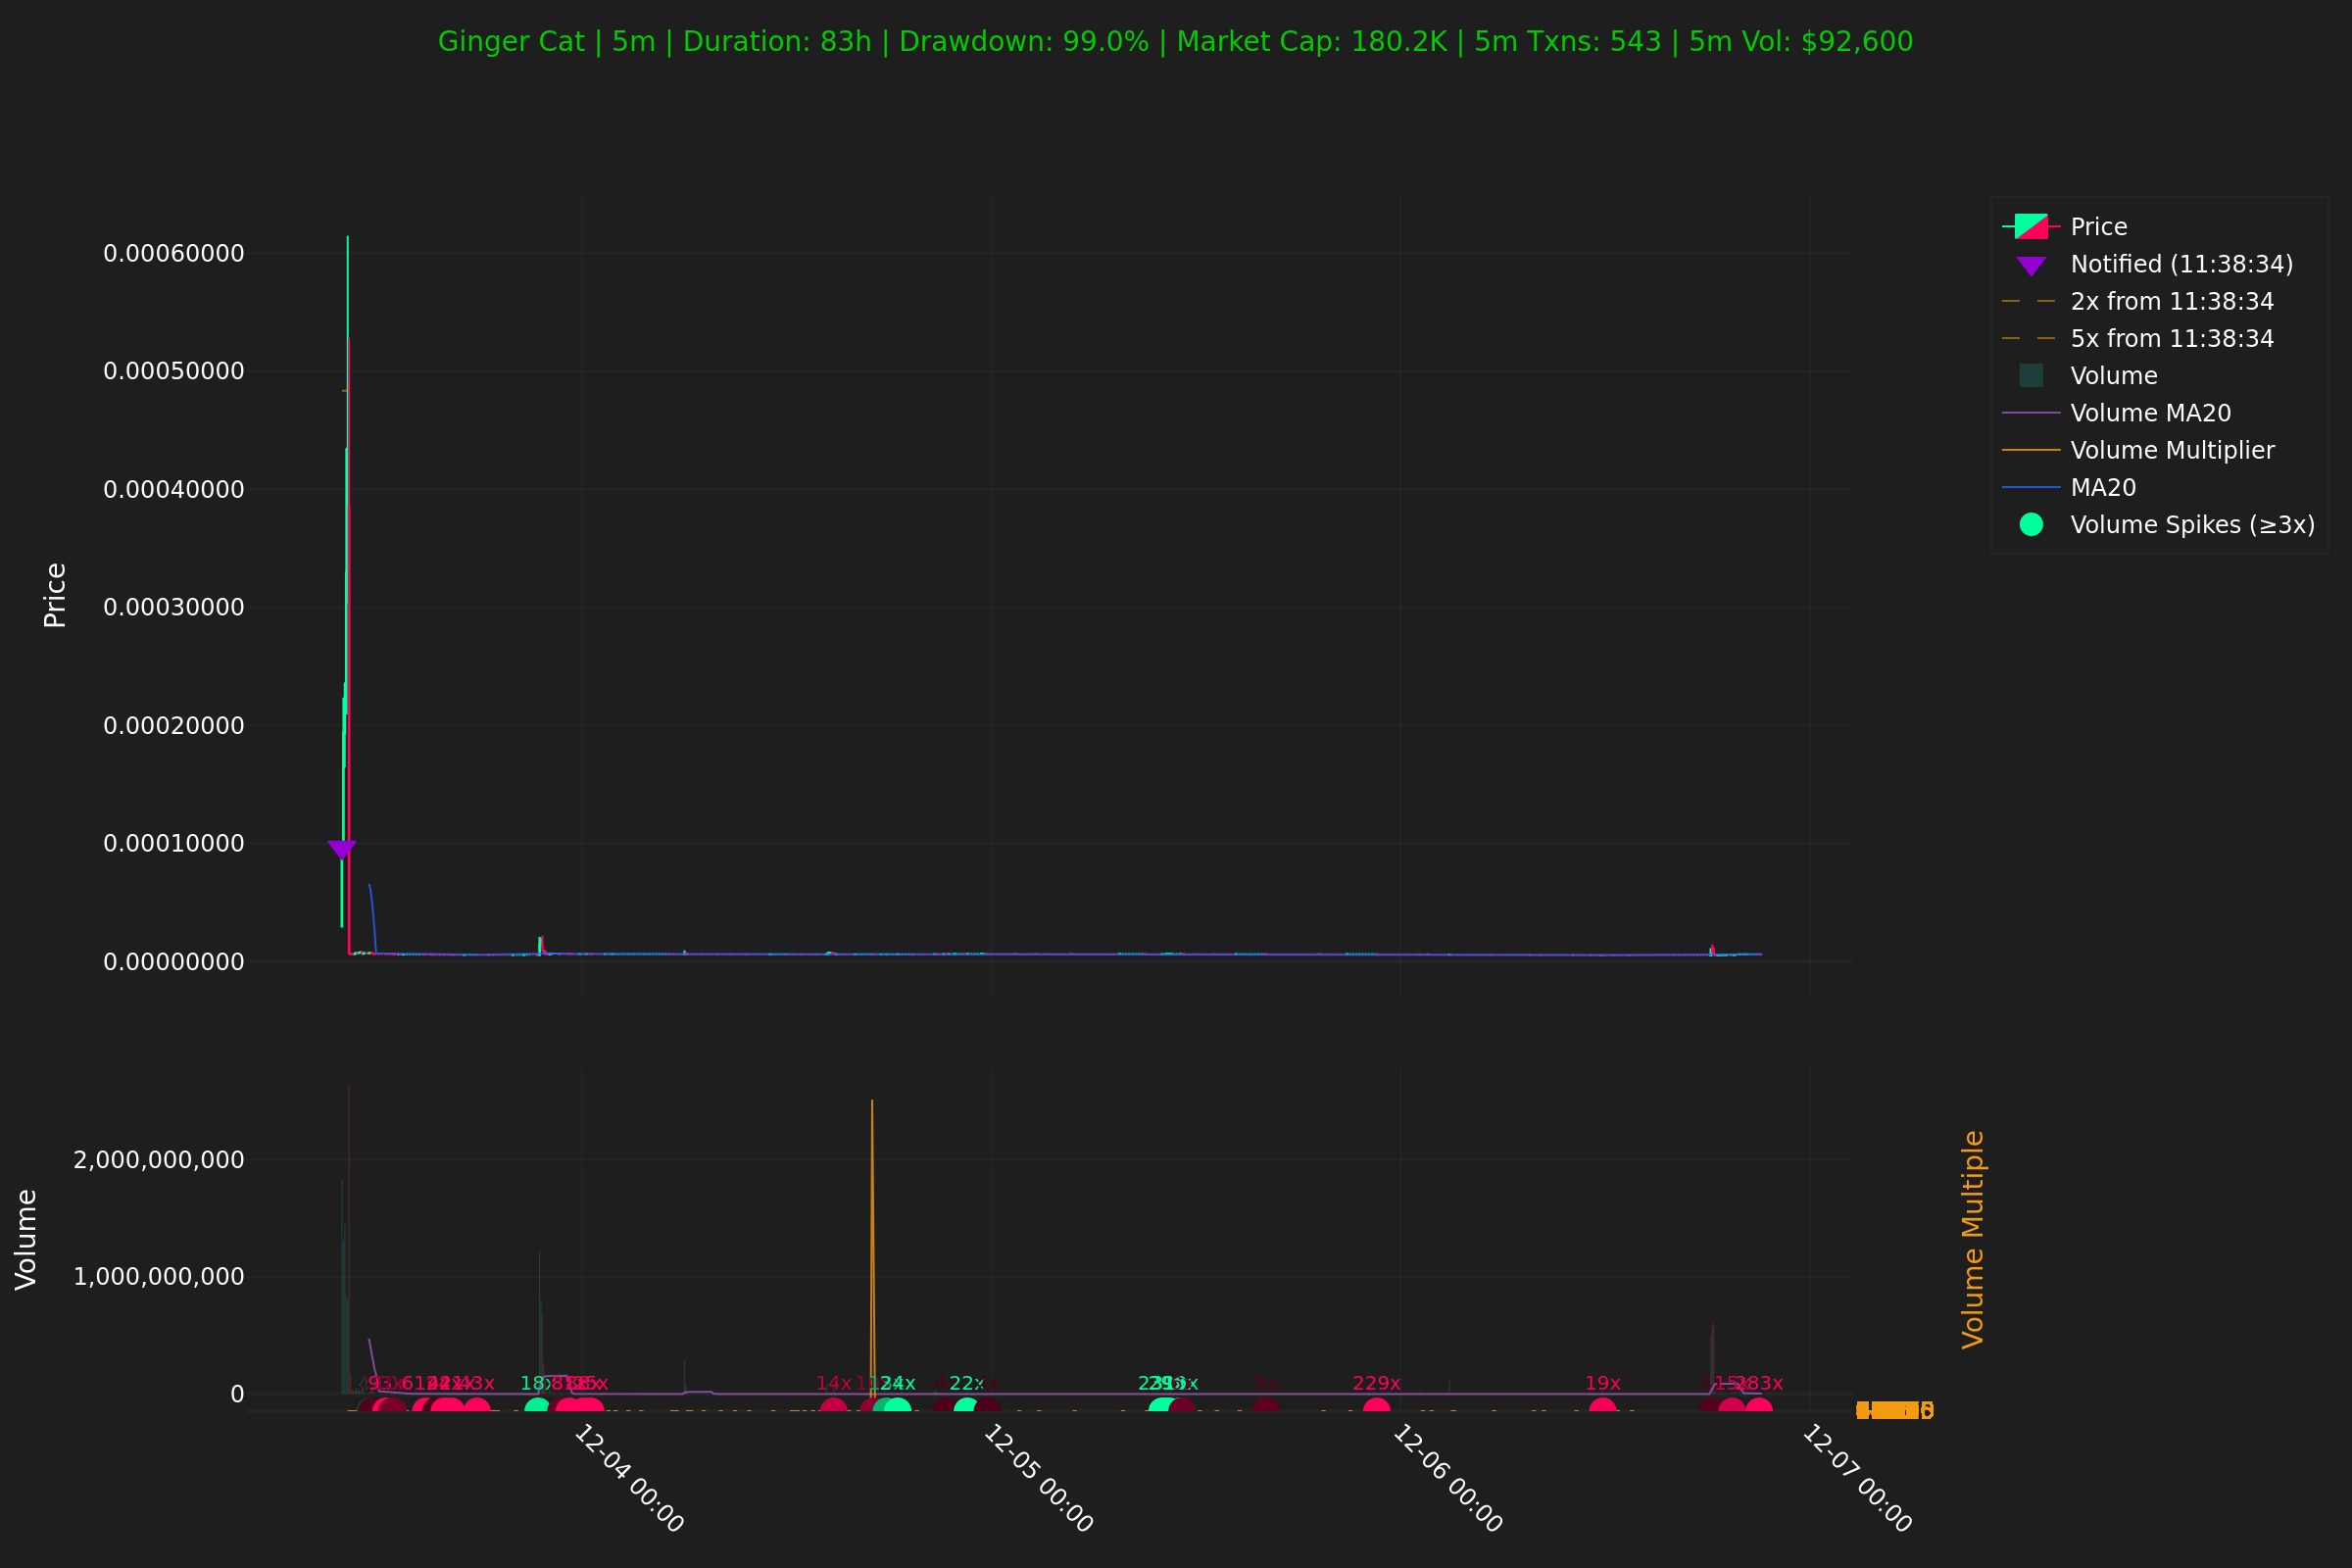 Ginger Cat | 5m | Duration: 83h | Drawdown: 99.0% | Market Cap: 180.2K | 5m Txns: 543 | 5m Vol: $92,600
Price
0.00060000
0.00050000
0.00040000
0.00030000
0.00020000
0.00010000
0.00000000
Price
Notified (11:38:34)
2x from 11:38:34
5x from 11:38:34
Volume
Volume MA20
Volume Multiplier
MA20
Volume Spikes (≥3x)
Volume
2,000,000,000
1,000,000,000
0
Volume Multiple
43x
14x
24x
22x
229x
19x
383x
12-04 00:00
12-05 00:00
12-06 00:00
12-07 00:00